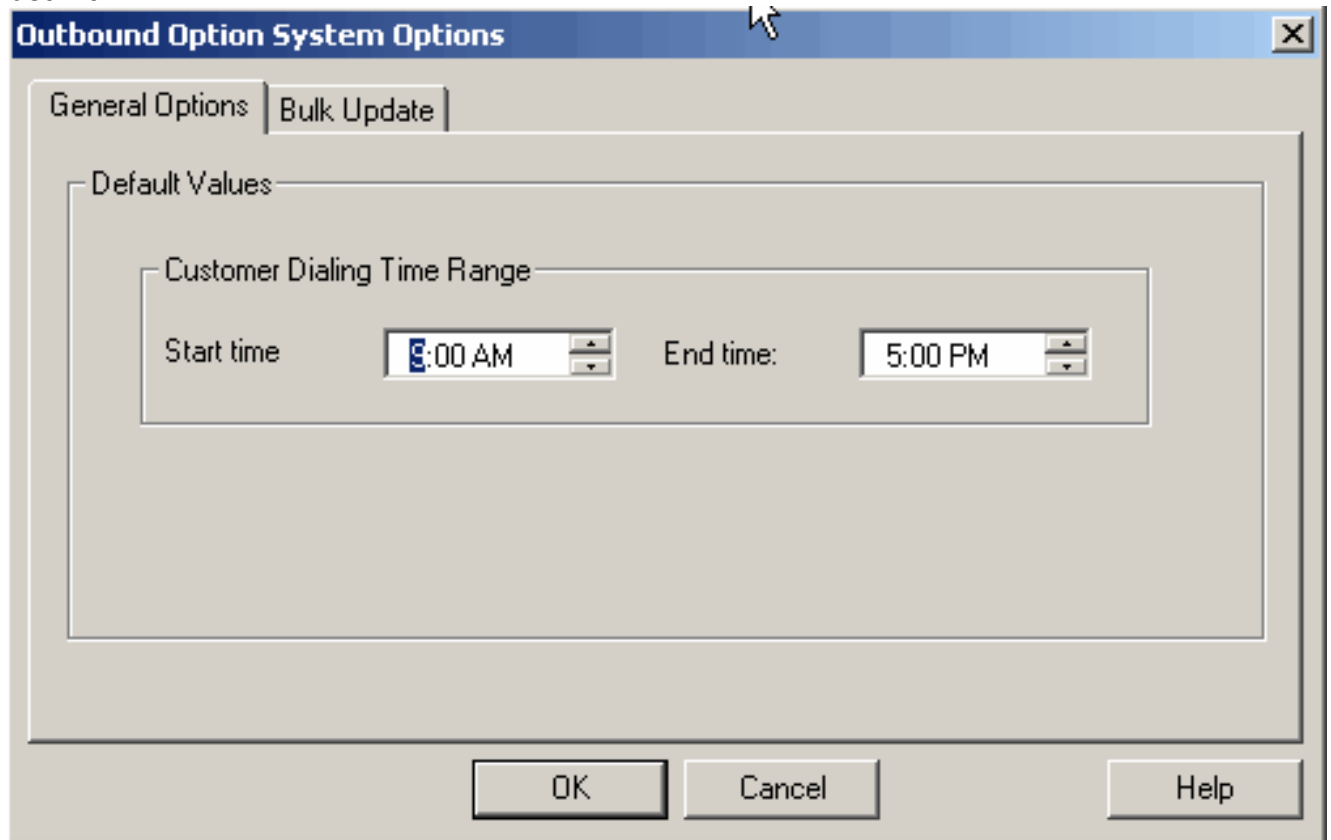 Outbound Option System Options
General Options Bulk Update
Default Values
Customer Dialing Time Range
Start time 9:00 AM End time: 5:00 PM
OK Cancel Help